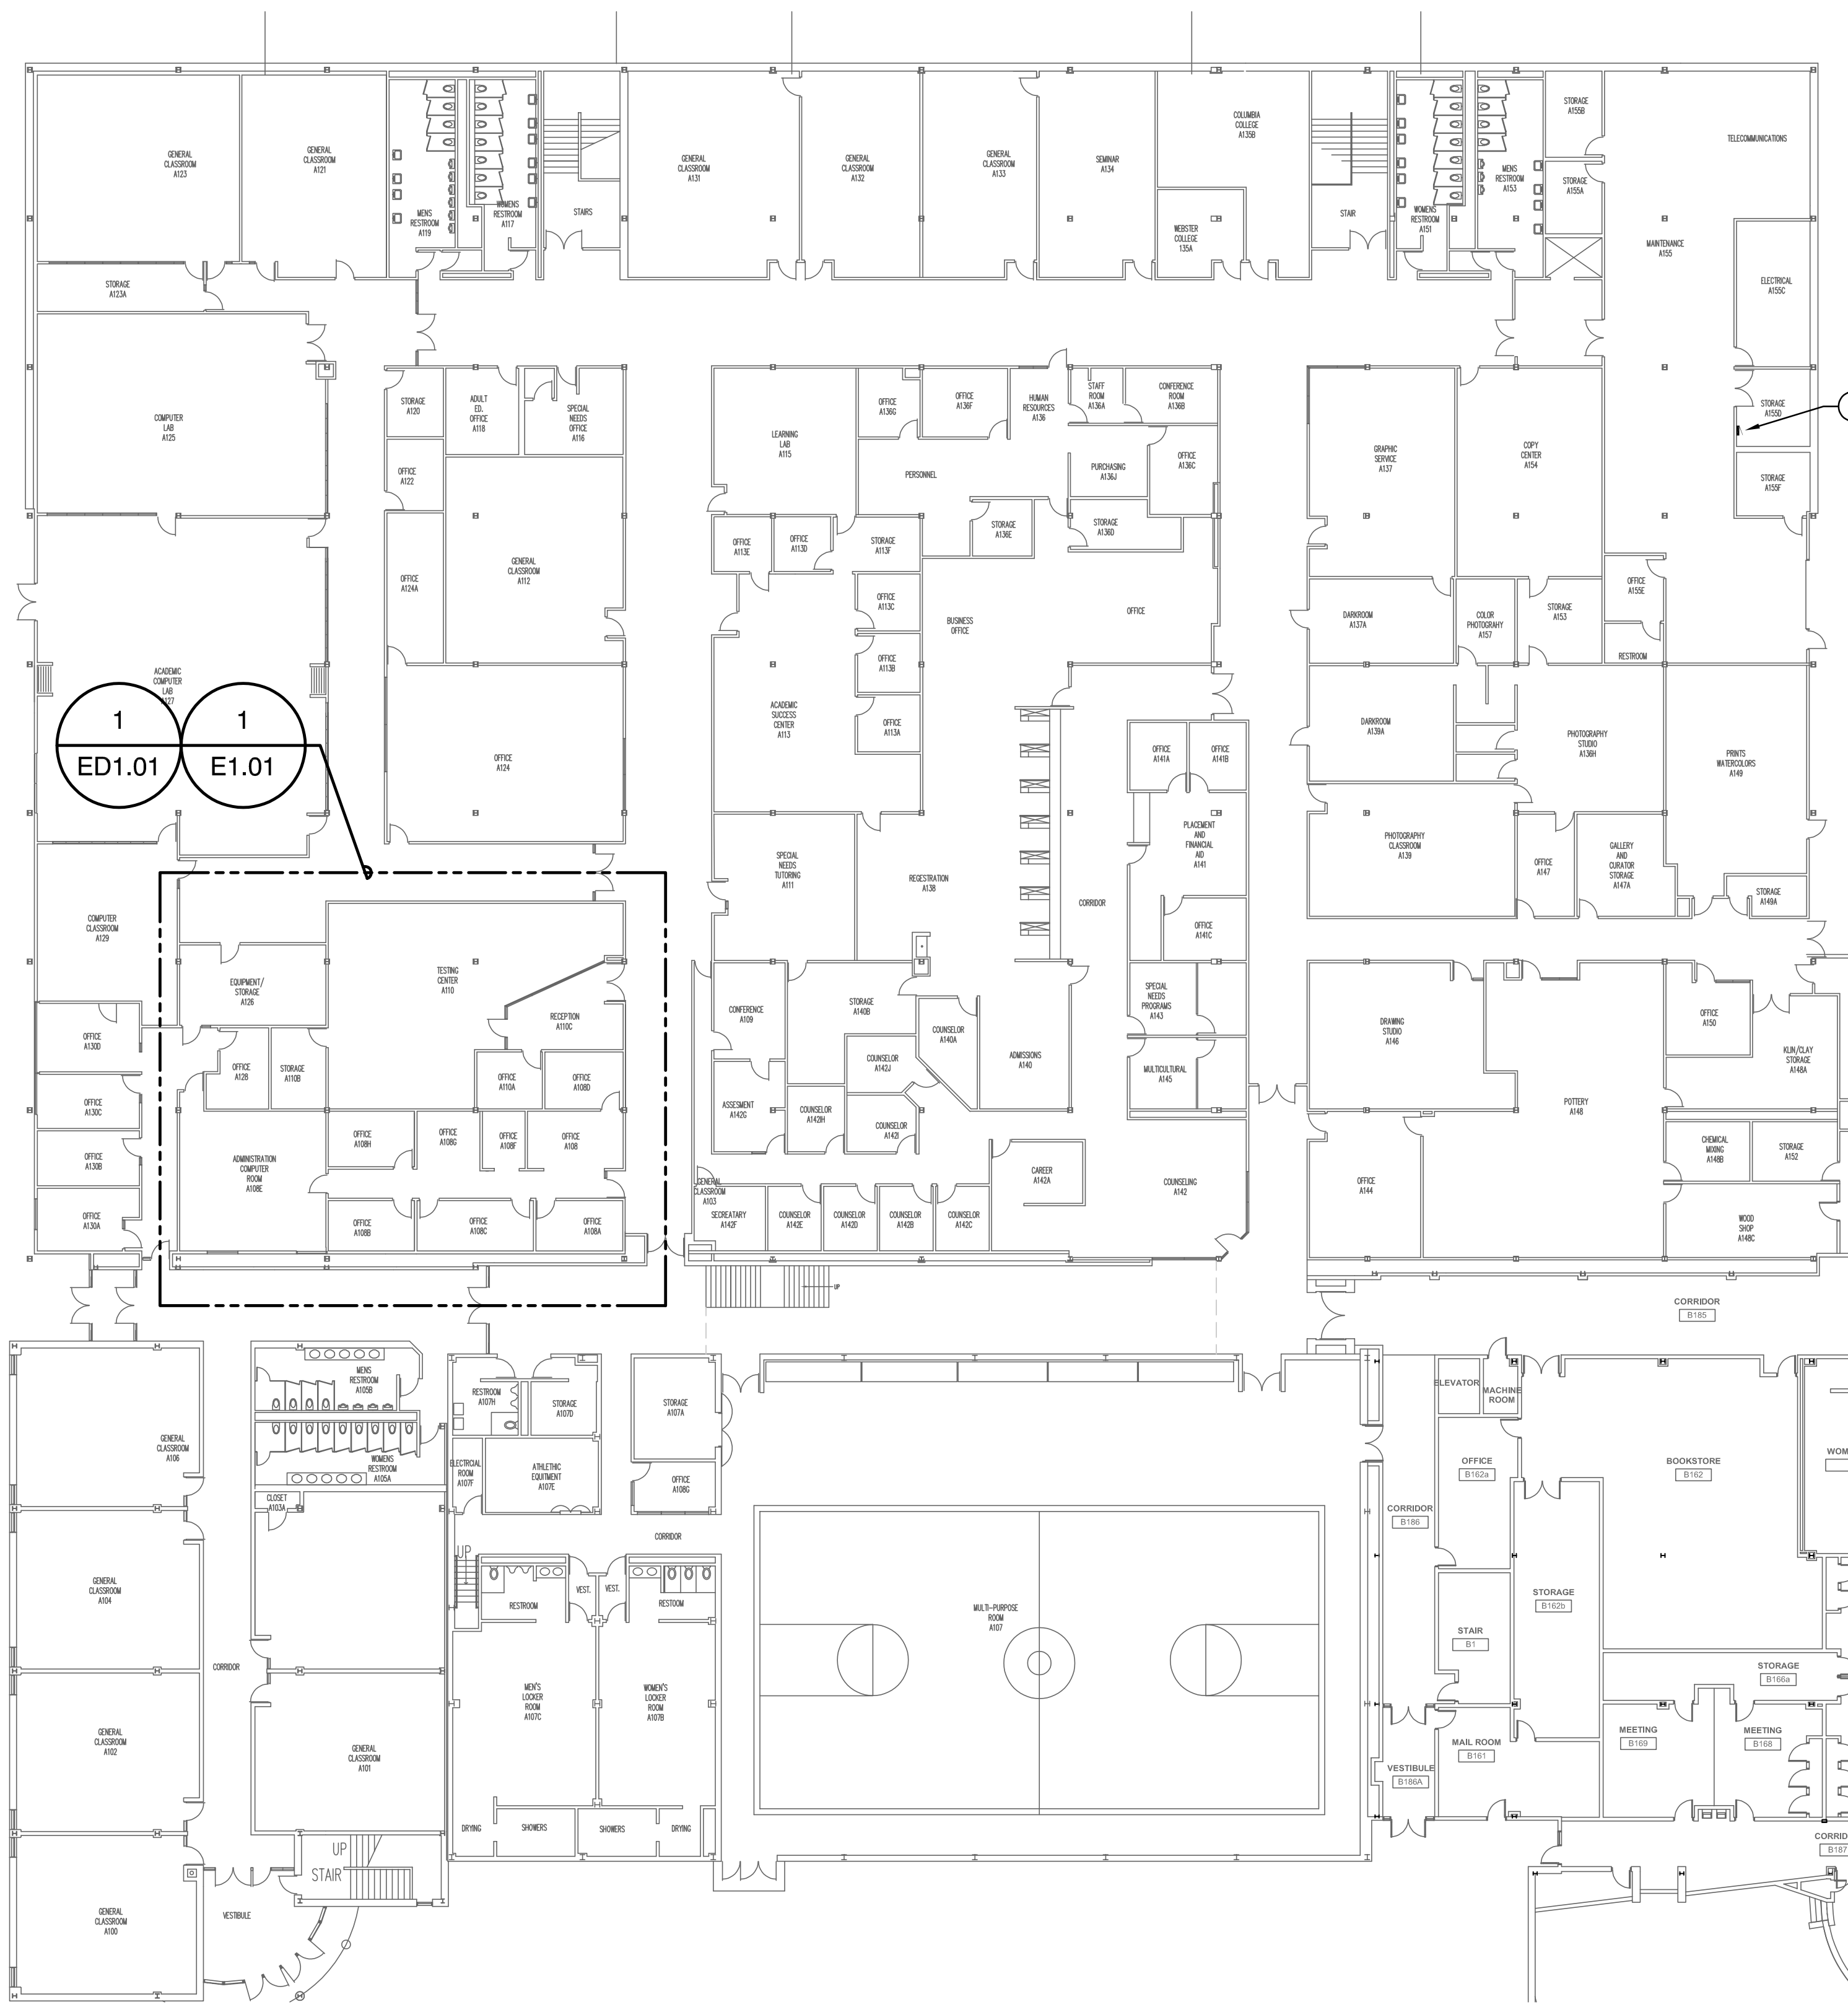 GENERAL
CLASSROOM
A123
GENERAL
CLASSROOM
A121
MENS
RESTROOM
A119
WOMENS
RESTROOM
A117
STAIRS
GENERAL
CLASSROOM
A131
GENERAL
CLASSROOM
A132
GENERAL
CLASSROOM
A133
SEMINAR
A134
COLUMBIA
COLLEGE
A135B
WEBSTER
COLLEGE
135A
STAIR
WOMENS
RESTROOM
A151
MENS
RESTROOM
A153
STORAGE
A155B
STORAGE
A155A
TELECOMMUNICATIONS
MAINTENANCE
A155
ELECTRICAL
A155C
STORAGE
A123A
COMPUTER
LAB
A125
STORAGE
A120
ADULT
ED.
OFFICE
A118
SPECIAL
NEEDS
OFFICE
A116
OFFICE
A122
LEARNING
LAB
A115
OFFICE
A136G
OFFICE
A136F
HUMAN
RESOURCES
A136
STAFF
ROOM
A136A
CONFERENCE
ROOM
A136B
PERSONNEL
PURCHASING
A136J
OFFICE
A136C
GRAPHIC
SERVICE
A137
COPY
CENTER
A154
STORAGE
A155D
STORAGE
A155F
OFFICE
A124A
GENERAL
CLASSROOM
A112
OFFICE
A113E
OFFICE
A113D
STORAGE
A113F
STORAGE
A136E
STORAGE
A136D
OFFICE
A113C
BUSINESS
OFFICE
OFFICE
OFFICE
A113B
DARKROOM
A137A
COLOR
PHOTOGRAHY
A157
STORAGE
A153
OFFICE
A155E
RESTROOM
ACADEMIC
COMPUTER
LAB
A127
1
ED1.01
1
E1.01
OFFICE
A124
ACADEMIC
SUCCESS
CENTER
A113
OFFICE
A113A
OFFICE
A141A
OFFICE
A141B
DARKROOM
A139A
PHOTOGRAPHY
STUDIO
A136H
PRINTS
WATERCOLORS
A149
SPECIAL
NEEDS
TUTORING
A111
REGESTRATION
A138
CORRIDOR
PLACEMENT
AND
FINANCIAL
AID
A141
OFFICE
A141C
PHOTOGRAPHY
CLASSROOM
A139
OFFICE
A147
GALLERY
AND
CURATOR
STORAGE
A147A
STORAGE
A149A
COMPUTER
CLASSROOM
A129
EQUIPMENT/
STORAGE
A126
TESTING
CENTER
A110
RECEPTION
A110C
CONFERENCE
A109
STORAGE
A140B
COUNSELOR
A140A
ADMISSIONS
A140
SPECIAL
NEEDS
PROGRAMS
A143
DRAWING
STUDIO
A146
OFFICE
A150
KLIN/CLAY
STORAGE
A148A
OFFICE
A130D
OFFICE
A128
STORAGE
A110B
OFFICE
A110A
OFFICE
A108D
COUNSELOR
A142J
MULTICULTURAL
A145
OFFICE
A130C
ASSESMENT
A142G
COUNSELOR
A142IH
COUNSELOR
A142I
POTTERY
A148
OFFICE
A130B
ADMINISTRATION
COMPUTER
ROOM
A108E
OFFICE
A108H
OFFICE
A108G
OFFICE
A108F
OFFICE
A108
CHEMICAL
MIXING
A148B
STORAGE
A152
OFFICE
A130A
OFFICE
A108B
OFFICE
A108C
OFFICE
A108A
GENERAL
CLASSROOM
A103
SECREATARY
A142F
COUNSELOR
A142E
COUNSELOR
A142D
COUNSELOR
A142B
COUNSELOR
A142C
CAREER
A142A
COUNSELING
A142
OFFICE
A144
WOOD
SHOP
A148C
UP
CORRIDOR
B185
GENERAL
CLASSROOM
A106
MENS
RESTROOM
A105B
WOMENS
RESTROOM
A105A
CLOSET
A103A
RESTROOM
A107H
STORAGE
A107D
ELECTRCIAL
ROOM
A107F
ATHLETHIC
EQUITMENT
A107E
STORAGE
A107A
OFFICE
A108G
CORRIDOR
ELEVATOR
MACHINE
ROOM
OFFICE
B162a
BOOKSTORE
B162
WOM
CORRIDOR
B186
GENERAL
CLASSROOM
A104
UP
RESTROOM
VEST.
VEST.
RESTOOM
MULTI-PURPOSE
ROOM
A107
STORAGE
B162b
STAIR
B1
CORRIDOR
MEN'S
LOCKER
ROOM
A107C
WOMEN'S
LOCKER
ROOM
A107B
STORAGE
B166a
GENERAL
CLASSROOM
A102
GENERAL
CLASSROOM
A101
MAIL ROOM
B161
MEETING
B169
MEETING
B168
VESTIBULE
B186A
DRYING
SHOWERS
SHOWERS
DRYING
CORRID
B187
UP
STAIR
GENERAL
CLASSROOM
A100
VESTIBULE